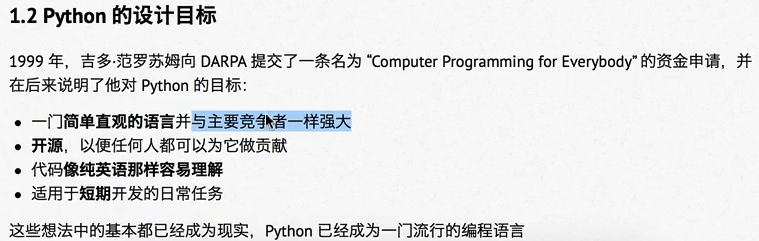 1.2 Python 的设计目标
1999 年，吉多·范罗苏姆向 DARPA 提交了一条名为 “Computer Programming for Everybody” 的资金申请，并
在后来说明了他对 Python 的目标：
• 一门简单直观的语言并与主要竞争者一样强大
• 开源，以便任何人都可以为它做贡献
• 代码像纯英语那样容易理解
• 适用于短期开发的日常任务
这些想法中的基本都已经成为现实，Python 已经成为一门流行的编程语言